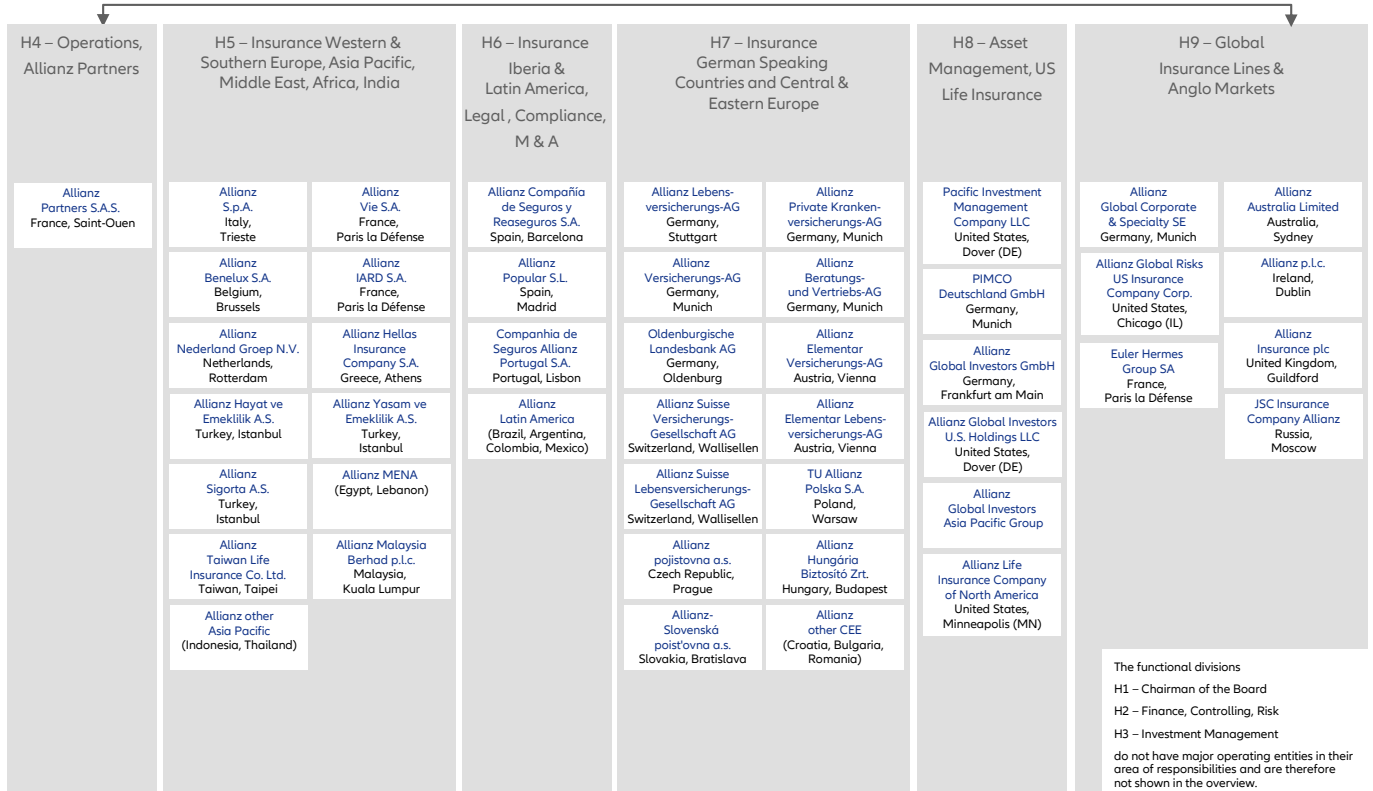 H4 – Operations,
Allianz Partners
H5 – Insurance Western &
Southern Europe, Asia Pacific,
Middle East, Africa, India
H6 – Insurance
Iberia &
Latin America,
Legal , Compliance,
M & A
H7 – Insurance
German Speaking
Countries and Central &
Eastern Europe
H8 – Asset
Management, US
Life Insurance
H9 – Global
Insurance Lines &
Anglo Markets
Allianz
Partners S.A.S.
France, Saint-Ouen
Allianz
S.p.A.
Italy,
Trieste
Allianz
Vie S.A.
France,
Paris la Défense
Allianz
Benelux S.A.
Belgium,
Brussels
Allianz
IARD S.A.
France,
Paris la Défense
Allianz
Nederland Groep N.V.
Netherlands,
Rotterdam
Allianz Hellas
Insurance
Company S.A.
Greece, Athens
Allianz Hayat ve
Emeklilik A.S.
Turkey, Istanbul
Allianz Yasam ve
Emeklilik A.S.
Turkey,
Istanbul
Allianz
Sigorta A.S.
Turkey,
Istanbul
Allianz MENA
(Egypt, Lebanon)
Allianz
Taiwan Life
Insurance Co. Ltd.
Taiwan, Taipei
Allianz Malaysia
Berhad p.l.c.
Malaysia,
Kuala Lumpur
Allianz other
Asia Pacific
(Indonesia, Thailand)
Allianz Compañía
de Seguros y
Reaseguros S.A.
Spain, Barcelona
Allianz
Popular S.L.
Spain,
Madrid
Companhia de
Seguros Allianz
Portugal S.A.
Portugal, Lisbon
Allianz
Latin America
(Brazil, Argentina,
Colombia, Mexico)
Allianz Lebens-
versicherungs-AG
Germany,
Stuttgart
Allianz
Private Kranken-
versicherungs-AG
Germany, Munich
Allianz
Versicherungs-AG
Germany,
Munich
Allianz
Beratungs-
und Vertriebs-AG
Germany, Munich
Oldenburgische
Landesbank AG
Germany,
Oldenburg
Allianz
Elementar
Versicherungs-AG
Austria, Vienna
Allianz Suisse
Versicherungs-
Gesellschaft AG
Switzerland, Wallisellen
Allianz
Elementar Lebens-
versicherungs-AG
Austria, Vienna
Allianz Suisse
Lebensversicherungs-
Gesellschaft AG
Switzerland, Wallisellen
TU Allianz
Polska S.A.
Poland,
Warsaw
Allianz
pojistovna a.s.
Czech Republic,
Prague
Allianz
Hungária
Biztosító Zrt.
Hungary, Budapest
Allianz-
Slovenská
poist'ovna a.s.
Slovakia, Bratislava
Allianz
other CEE
(Croatia, Bulgaria,
Romania)
Pacific Investment
Management
Company LLC
United States,
Dover (DE)
PIMCO
Deutschland GmbH
Germany,
Munich
Allianz
Global Investors GmbH
Germany,
Frankfurt am Main
Allianz Global Investors
U.S. Holdings LLC
United States,
Dover (DE)
Allianz
Global Investors
Asia Pacific Group
Allianz Life
Insurance Company
of North America
United States,
Minneapolis (MN)
Allianz
Global Corporate
& Specialty SE
Germany, Munich
Allianz
Australia Limited
Australia,
Sydney
Allianz Global Risks
US Insurance
Company Corp.
United States,
Chicago (IL)
Allianz p.l.c.
Ireland,
Dublin
Euler Hermes
Group SA
France,
Paris la Défense
Allianz
Insurance plc
United Kingdom,
Guildford
JSC Insurance
Company Allianz
Russia,
Moscow
The functional divisions
H1 – Chairman of the Board
H2 – Finance, Controlling, Risk
H3 – Investment Management
do not have major operating entities in their
area of responsibilities and are therefore
not shown in the overview.